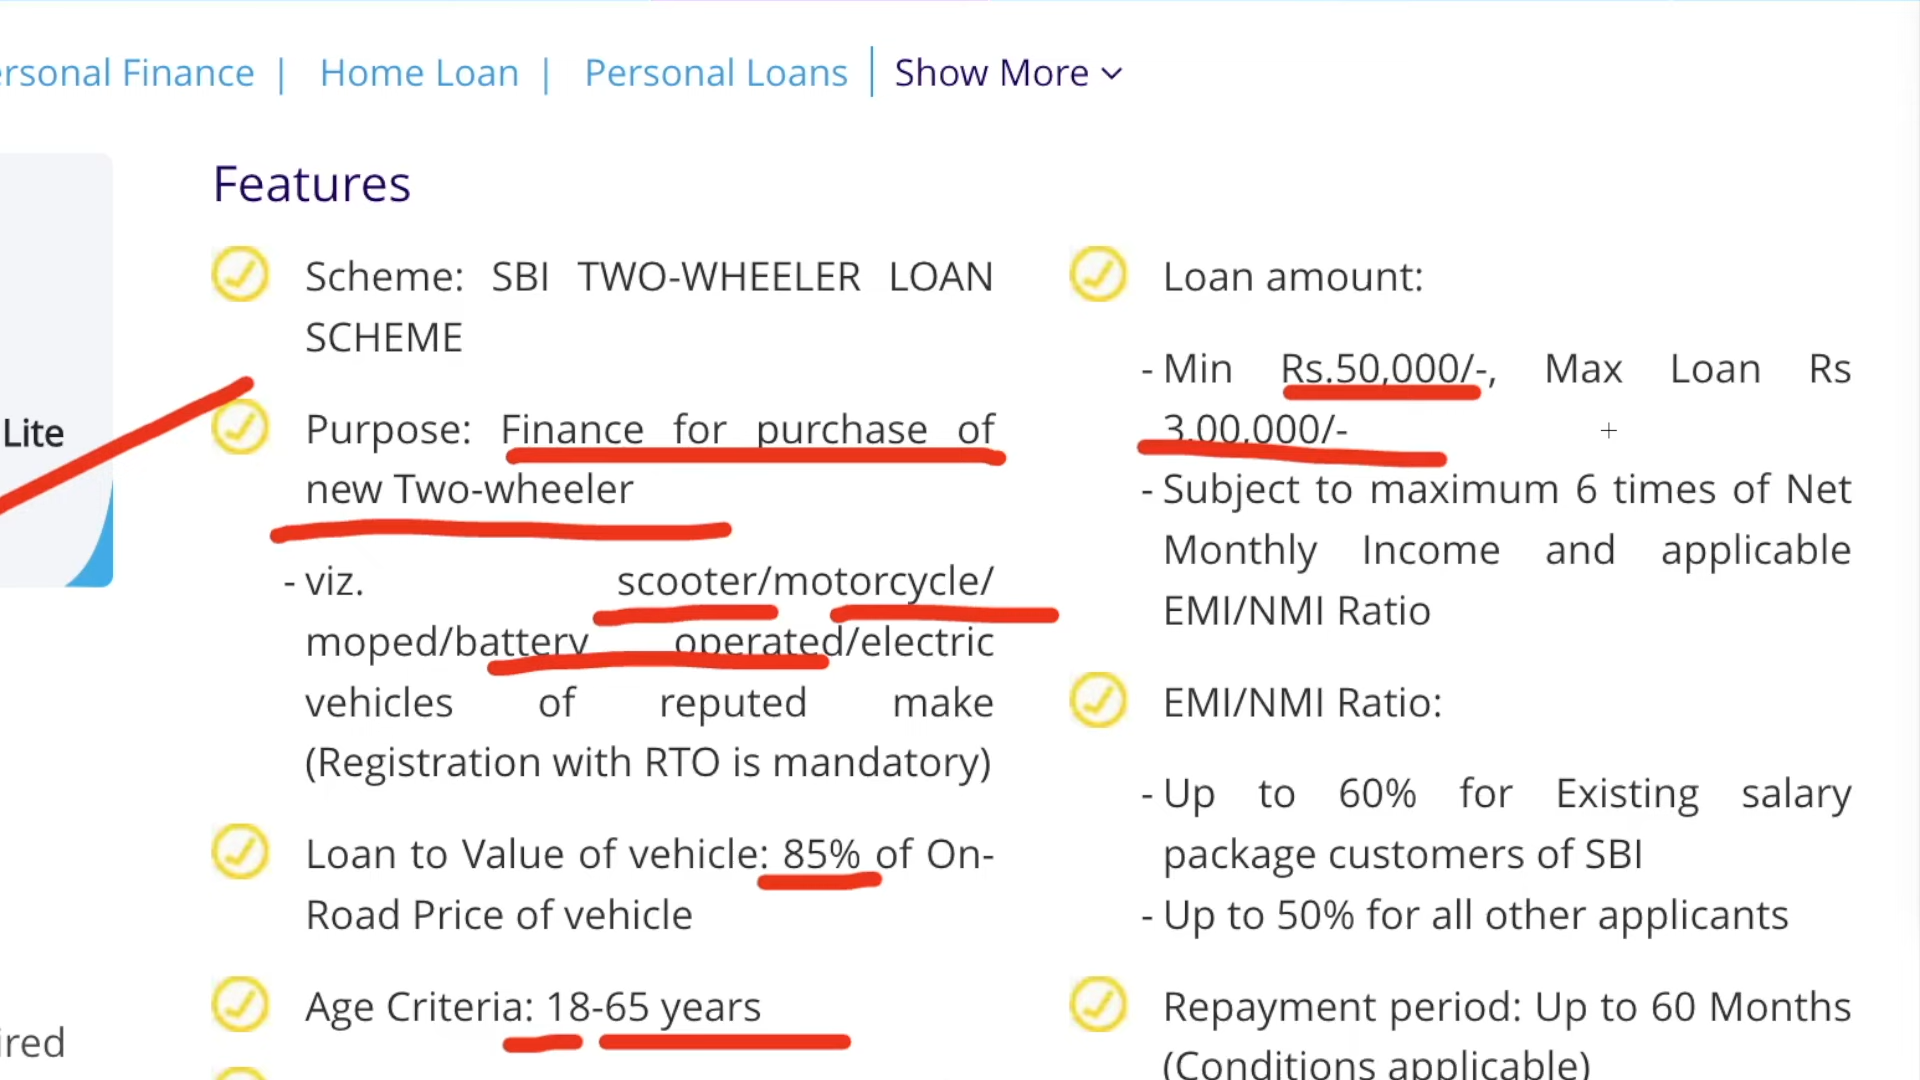 ersonal Finance | Home Loan | Personal Loans | Show More
Features
Scheme: SBI TWO-WHEELER LOAN
SCHEME
Purpose: Finance for purchase of
new Two-wheeler
- viz. scooter/motorcycle/
moped/battery operated/electric
vehicles of reputed make
(Registration with RTO is mandatory)
Loan to Value of vehicle: 85% of On-
Road Price of vehicle
Age Criteria: 18-65 years
Loan amount:
- Min Rs.50,000/-, Max Loan Rs
3,00,000/-
- Subject to maximum 6 times of Net
Monthly Income and applicable
EMI/NMI Ratio
EMI/NMI Ratio:
- Up to 60% for Existing salary
package customers of SBI
- Up to 50% for all other applicants
Repayment period: Up to 60 Months
(Conditions applicable)
Lite
ired